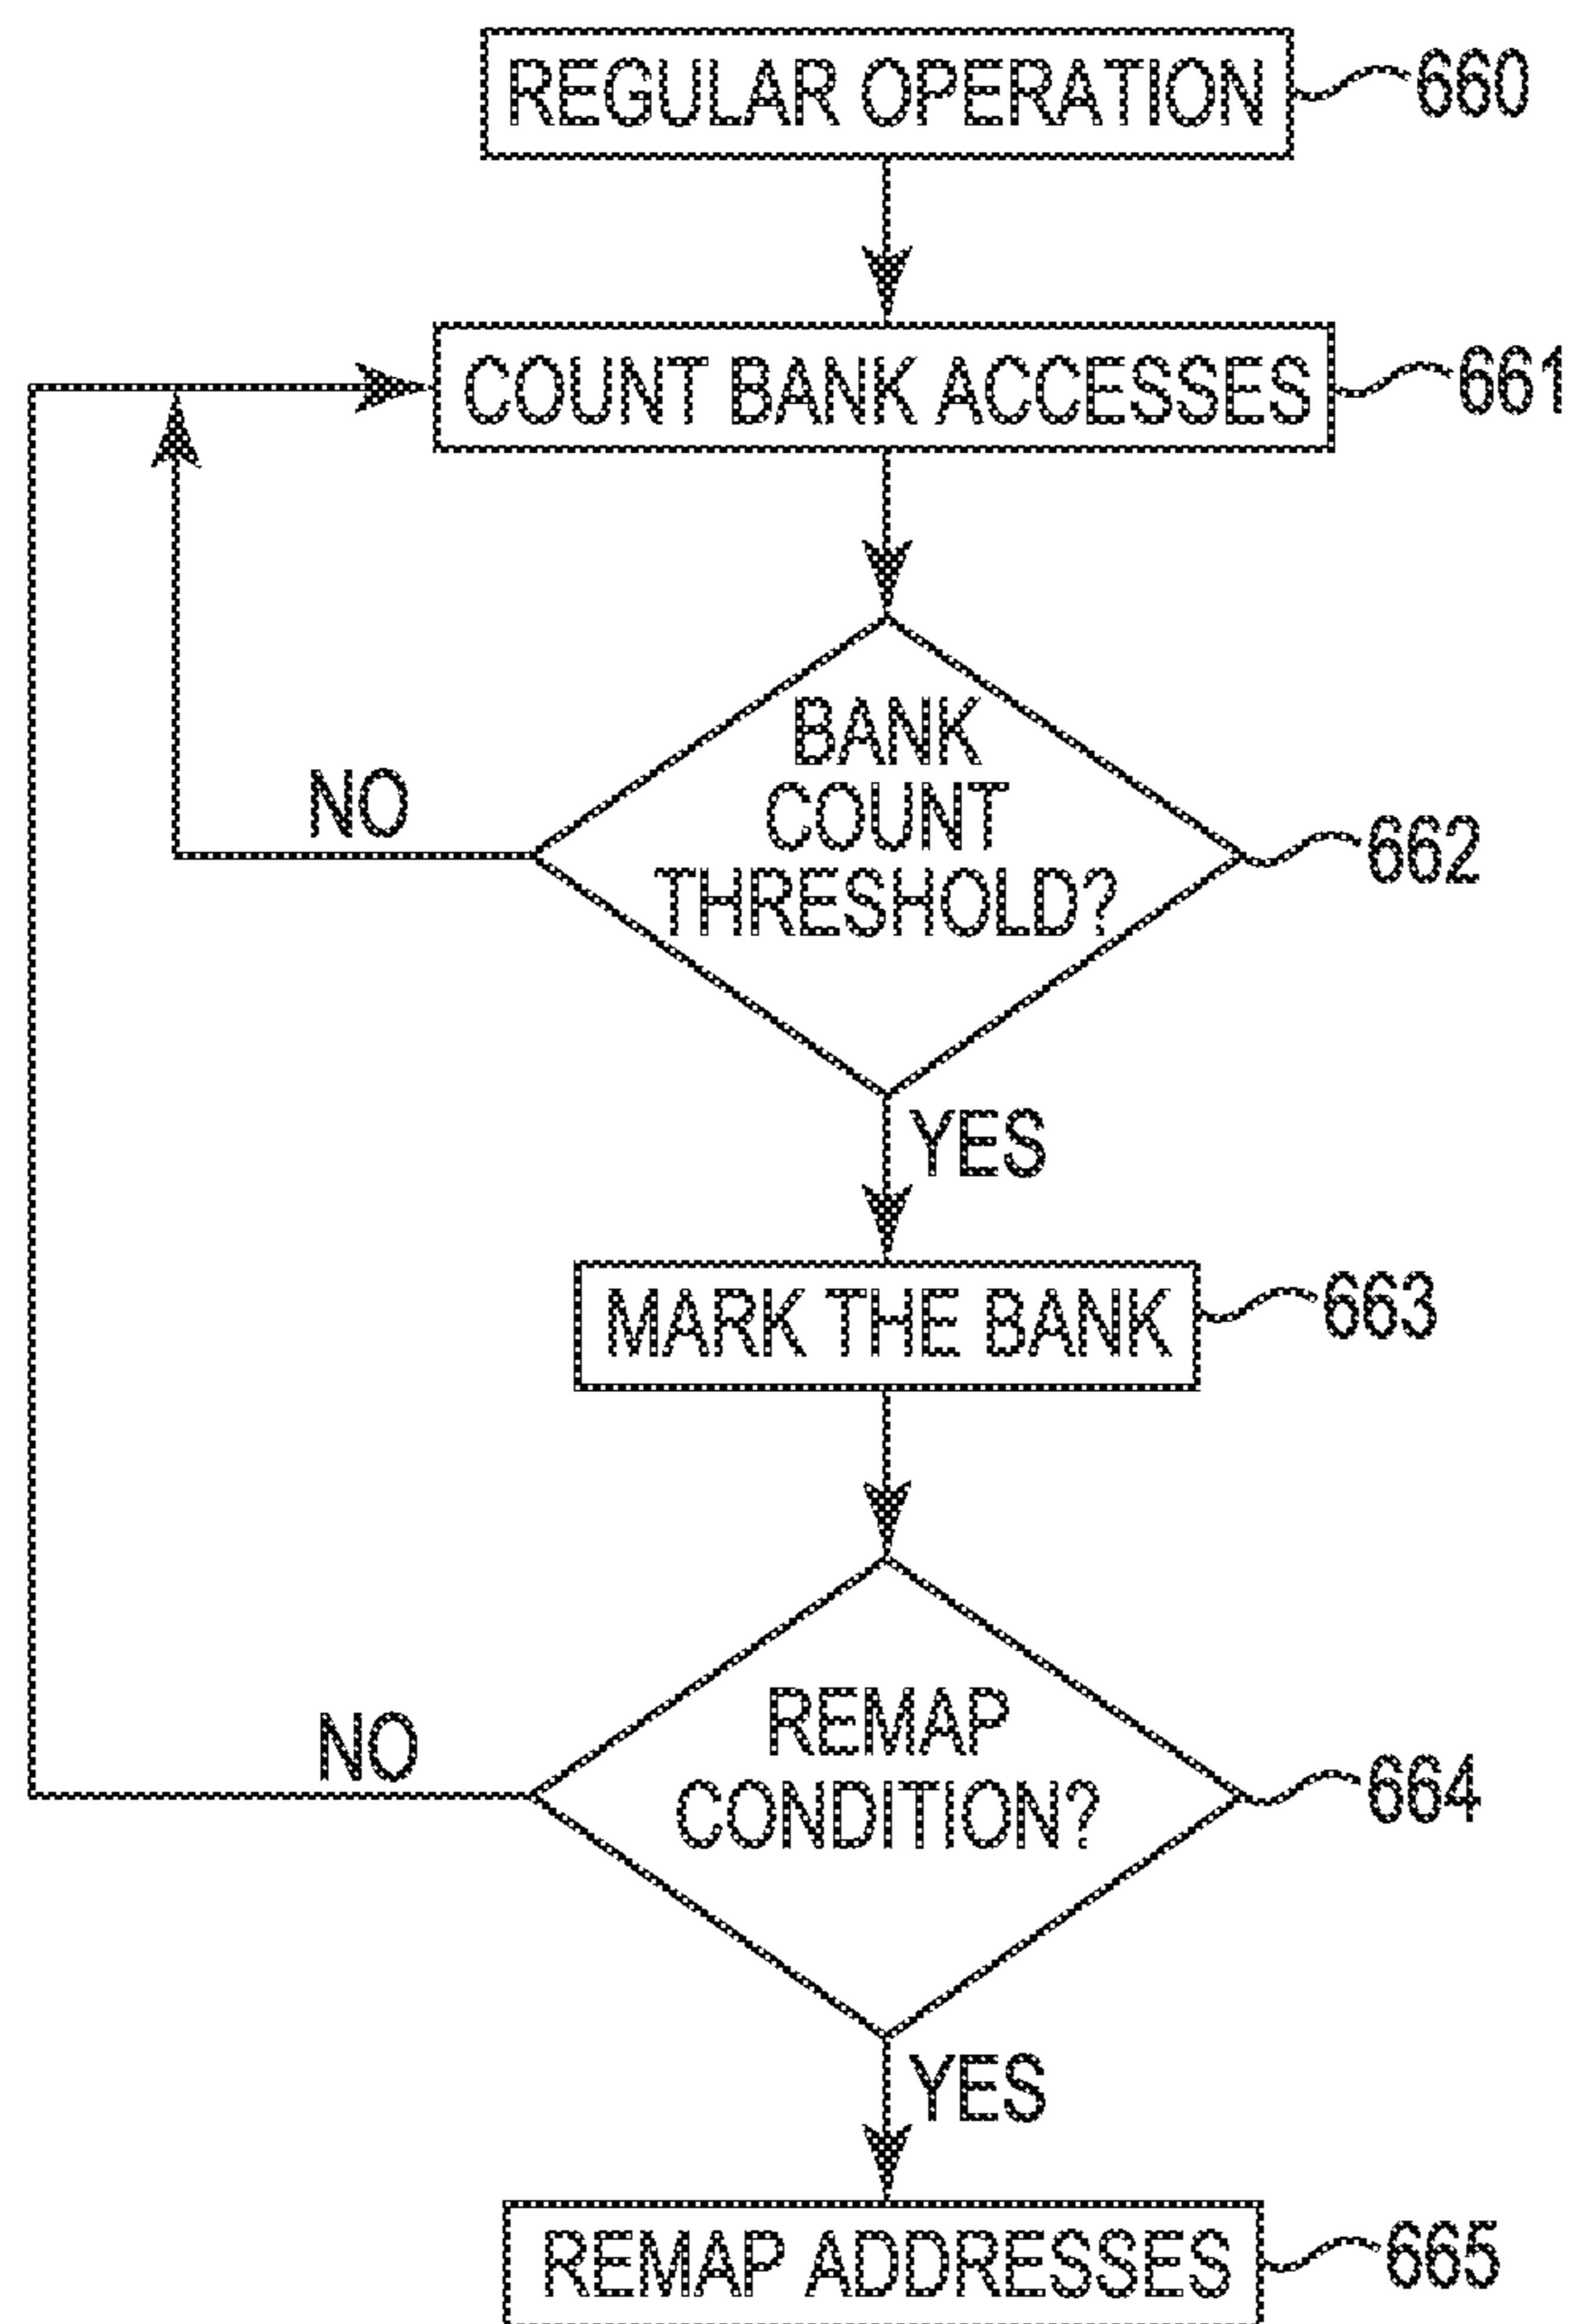 REGULAR OPERATION 660
COUNT BANK ACCESSES 661
BANK
COUNT
THRESHOLD?
662
NO
YES
MARK THE BANK 663
REMAP
CONDITION?
664
NO
YES
REMAP ADDRESSES 665